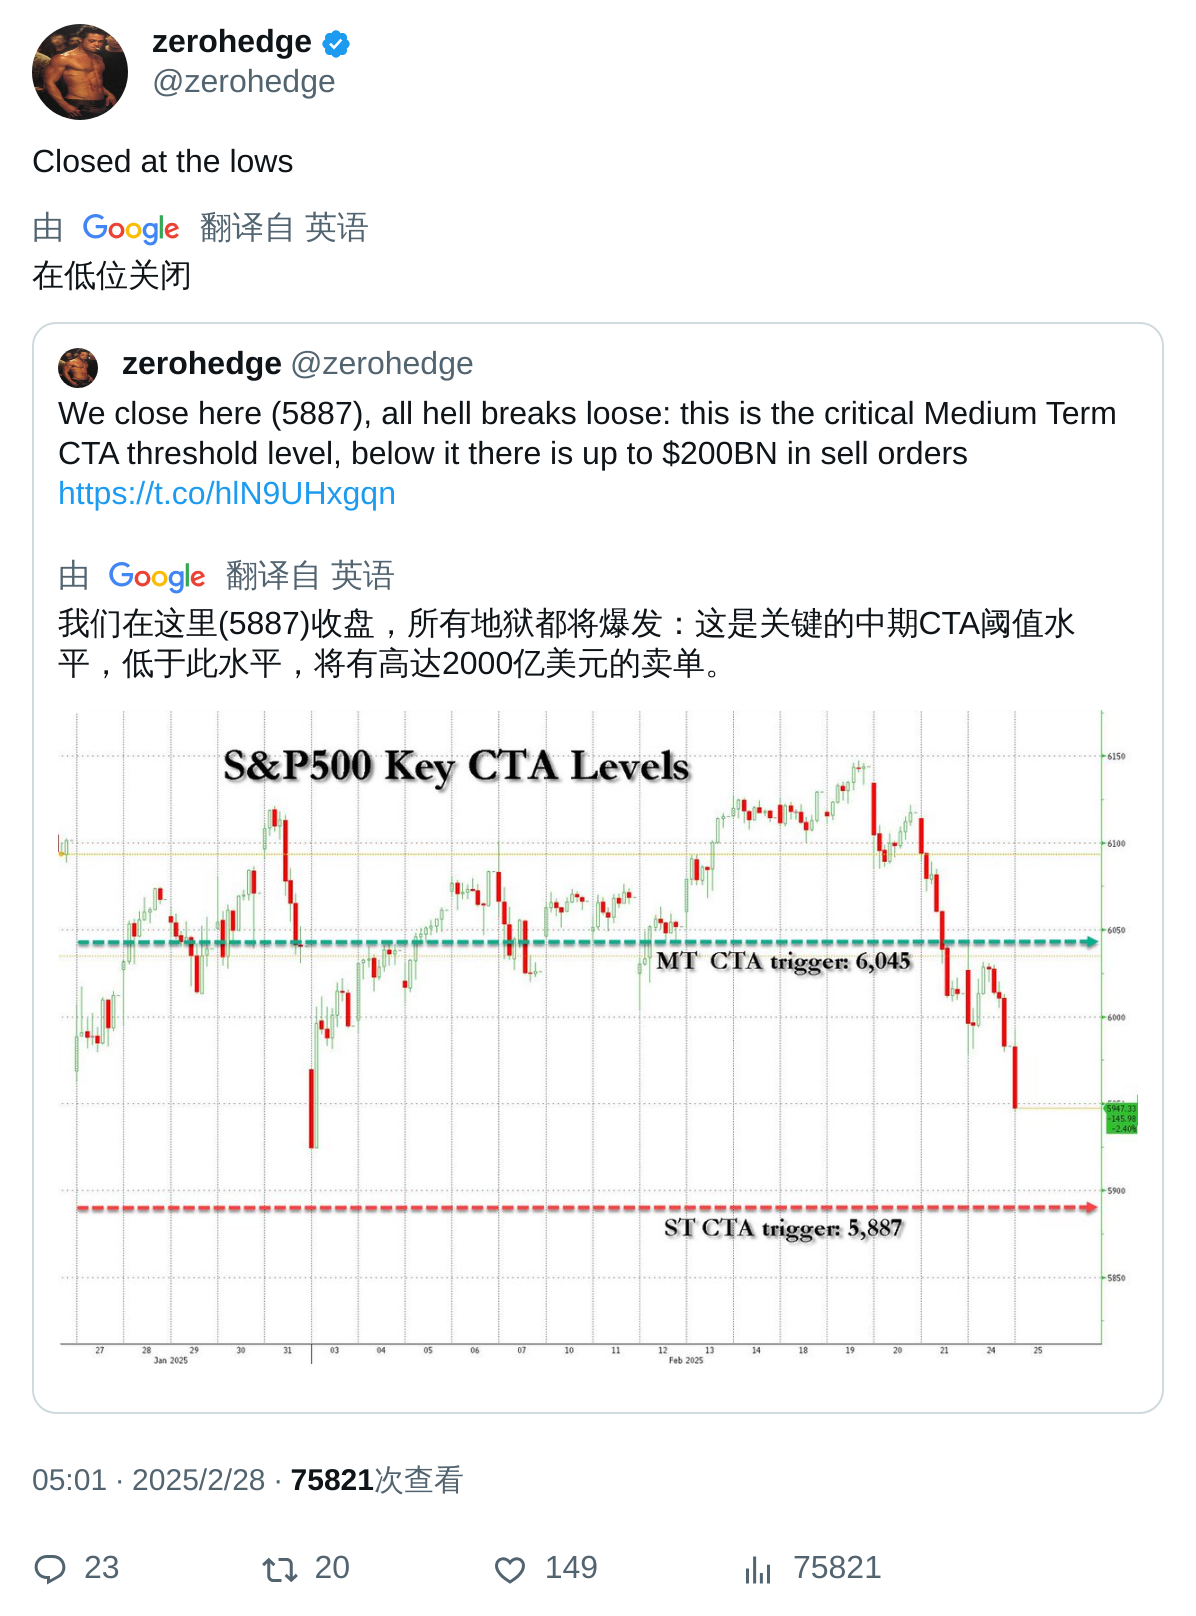 zerohedge
@zerohedge
Closed at the lows
由 Google 翻译自 英语
在低位关闭
zerohedge @zerohedge
We close here (5887), all hell breaks loose: this is the critical Medium Term
CTA threshold level, below it there is up to $200BN in sell orders
https://t.co/hlN9UHxgqn
由 Google 翻译自 英语
我们在这里(5887)收盘，所有地狱都将爆发：这是关键的中期CTA阈值水
平，低于此水平，将有高达2000亿美元的卖单。
S&P500 Key CTA Levels
6150
6100
6050
MT CTA trigger: 6,045
6000
5947.33
-145.98
-2.40%
5900
ST CTA trigger: 5,887
5850
27 28 29 30 31 03 04 05 06 07 10 11 12 13 14 18 19 20 21 24 25
Jan 2025 Feb 2025
05:01 · 2025/2/28 · 75821次查看
23 20 149 75821